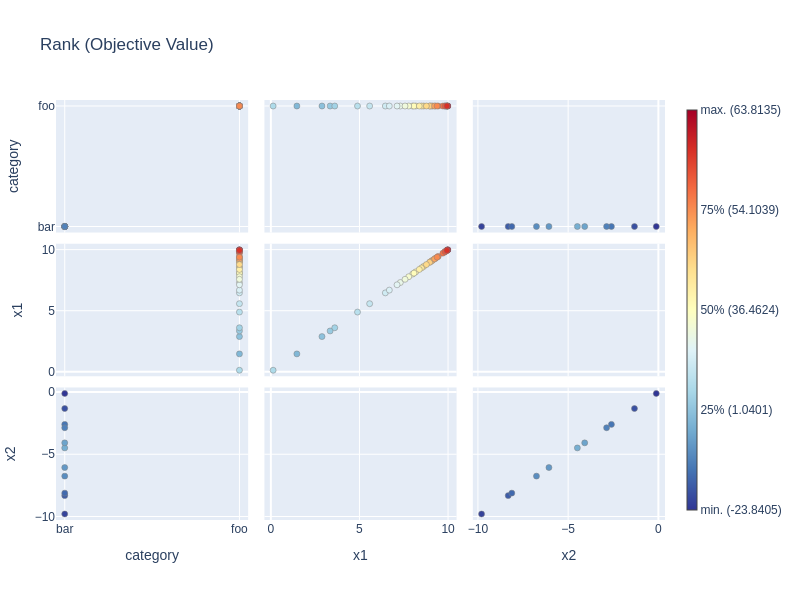 Rank (Objective Value)
foo
category
bar
max. (63.8135)
75% (54.1039)
50% (36.4624)
25% (1.0401)
min. (-23.8405)
10
x1
5
0
0
x2
−5
−10
bar
foo
0
5
10
−10
−5
0
category
x1
x2